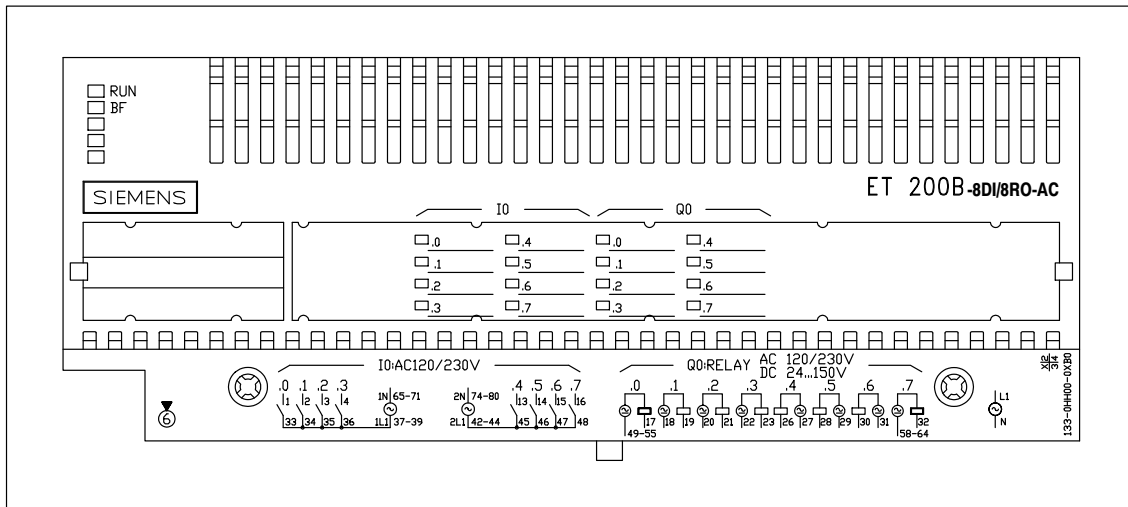 RUN
BF
SIEMENS
ET 200B-8DI/8RO-AC
I0 Q0
.0 .4 .0 .4
.1 .5 .1 .5
.2 .6 .2 .6
.3 .7 .3 .7
I0:AC120/230V
Q0:RELAY AC 120/230V
DC 24...150V
.0 .1 .2 .3 .4 .5 .6 .7
.0 .1 .2 .3 .4 .5 .6 .7
1 2 3 4 1N 65-71 2N 74-80 13 14 15 16
33 34 35 36 1L1 37-39 2L1 42-44 45 46 47 48
17 18 19 20 21 22 23 26 27 28 29 30 31 32
49-55 58-64
L1
N
6
X 2
3 4
133-0HH00-0XB0